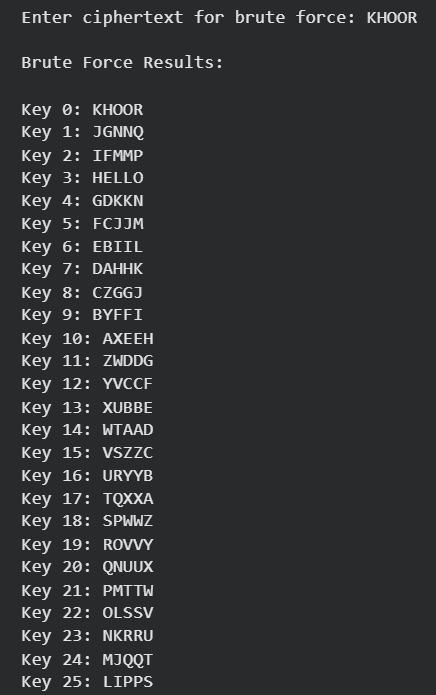 Enter ciphertext for brute force: KHOOR
Brute Force Results:
Key 0: KHOOR
Key 1: JGNNQ
Key 2: IFMMP
Key 3: HELLO
Key 4: GDKKN
Key 5: FCJJM
Key 6: EBIIL
Key 7: DAHHK
Key 8: CZGGJ
Key 9: BYFFI
Key 10: AXEEH
Key 11: ZWDDG
Key 12: YVCCF
Key 13: XUBBE
Key 14: WTAAD
Key 15: VSZZC
Key 16: URYYB
Key 17: TQXXA
Key 18: SPWWZ
Key 19: ROVVY
Key 20: QNUUX
Key 21: PMTTW
Key 22: OLSSV
Key 23: NKRRU
Key 24: MJQQT
Key 25: LIPPS